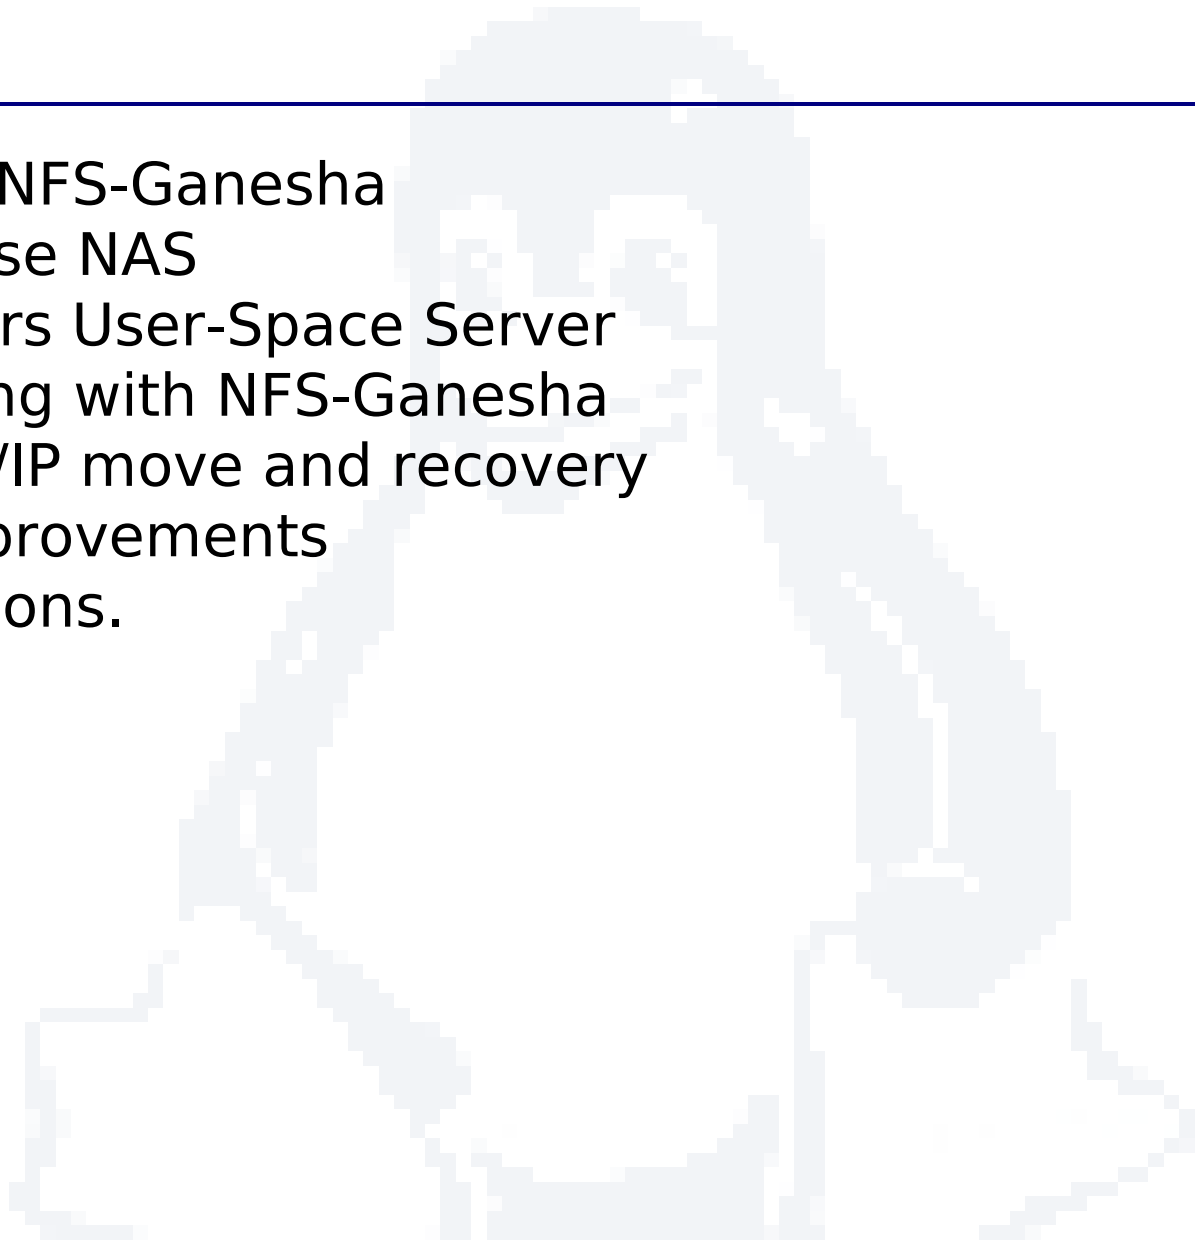 NFS-Ganesha
se NAS
rs User-Space Server
ng with NFS-Ganesha
VIP move and recovery
provements
ons.